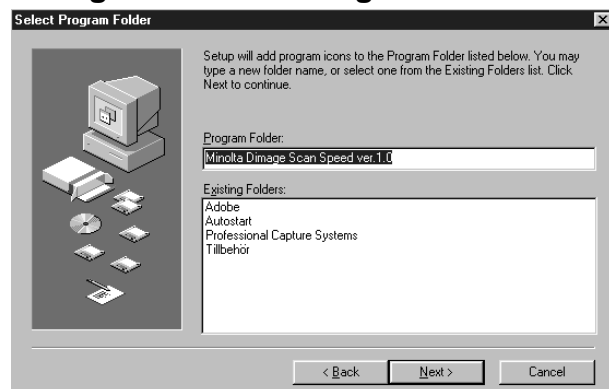 Select Program Folder
Setup will add program icons to the Program Folder listed below. You may
type a new folder name, or select one from the Existing Folders list. Click
Next to continue.
Program Folder:
Minolta Dimage Scan Speed ver.1.0
Existing Folders:
Adobe
Autostart
Professional Capture Systems
Tillbehör
< Back
Next >
Cancel